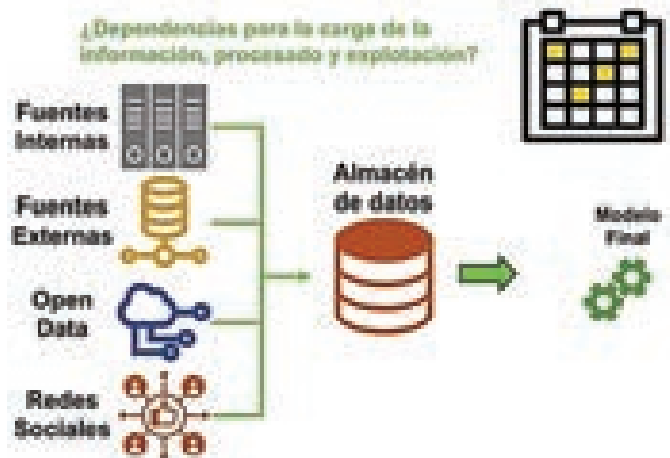 ¿Dependencias para la carga de la
información, procesado y explotación?
Fuentes
Internas
Fuentes
Externas
Open
Data
Redes
Sociales
Almacén
de datos
Modelo
Final